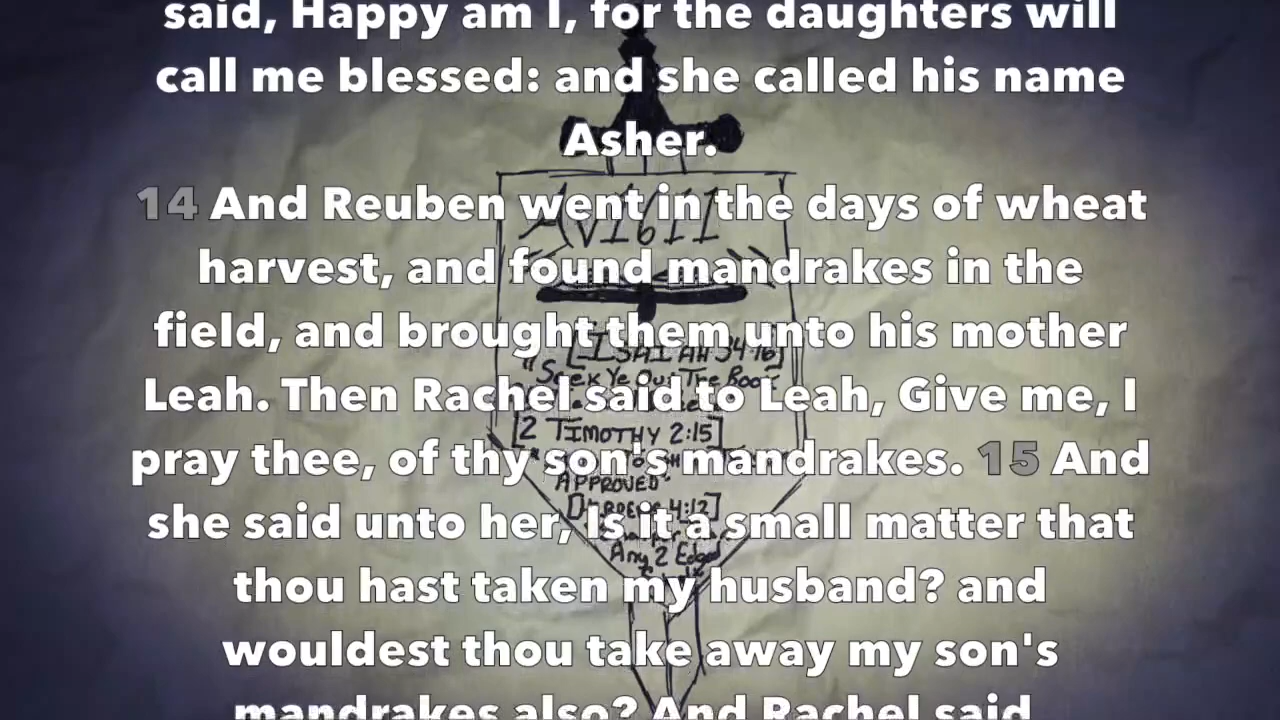 said, Happy am I, for the daughters will
call me blessed: and she called his name
Asher.
14 And Reuben went in the days of wheat
harvest, and found mandrakes in the
field, and brought them unto his mother
Leah. Then Rachel said to Leah, Give me, I
pray thee, of thy son's mandrakes. 15 And
she said unto her, Is it a small matter that
thou hast taken my husband? and
wouldest thou take away my son's
mandrakes also? And Rachel said,
AV1611
[ISAIAH 34:16]
"Seek Ye Out The Book
[2 TIMOTHY 2:15]
APPROVED"
4:12]
Any 2 Edged